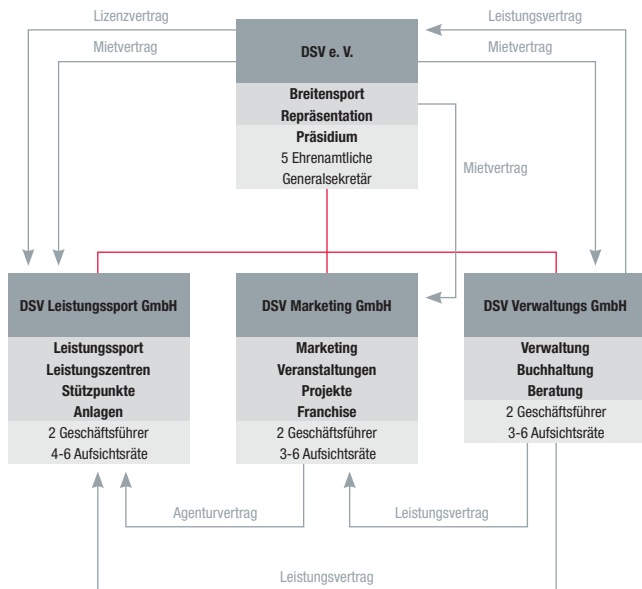 Lizenzvertrag
Leistungsvertrag
Mietvertrag
Mietvertrag
DSV e. V.
Breitensport
Repräsentation
Präsidium
5 Ehrenamtliche
Generalsekretär
Mietvertrag
DSV Leistungssport GmbH
Leistungssport
Leistungszentren
Stützpunkte
Anlagen
2 Geschäftsführer
4-6 Aufsichtsräte
DSV Marketing GmbH
Marketing
Veranstaltungen
Projekte
Franchise
2 Geschäftsführer
3-6 Aufsichtsräte
DSV Verwaltungs GmbH
Verwaltung
Buchhaltung
Beratung
2 Geschäftsführer
3-6 Aufsichtsräte
Agenturvertrag
Leistungsvertrag
Leistungsvertrag